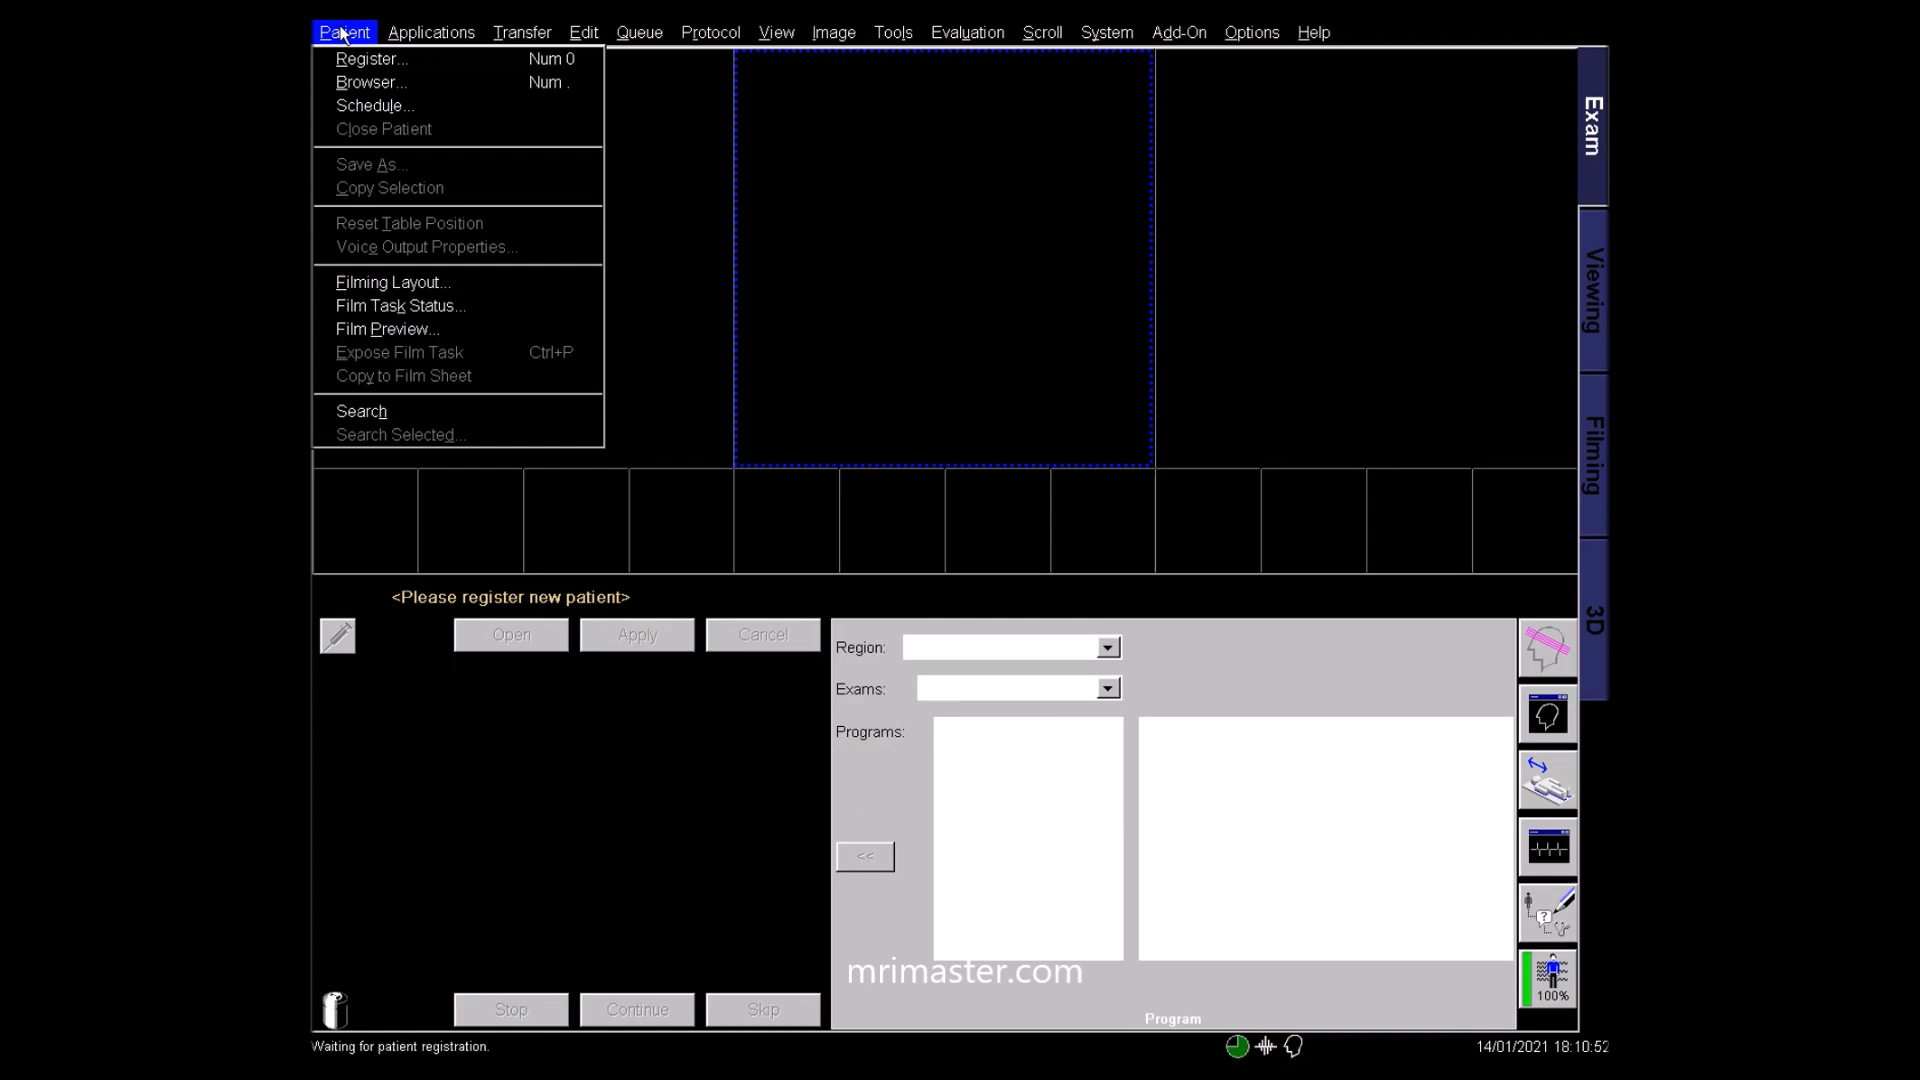 Patient Applications Transfer Edit Queue Protocol View Image Tools Evaluation Scroll System Add-On Options Help
Register... Num 0
Browser... Num .
Schedule...
Close Patient
Save As...
Copy Selection
Reset Table Position
Voice Output Properties...
Filming Layout...
Film Task Status...
Film Preview...
Expose Film Task Ctrl+P
Copy to Film Sheet
Search
Search Selected...
Exam
Viewing
Filming
3D
<Please register new patient>
Open Apply Cancel
Region:
Exams:
Programs:
<<
mrimaster.com
100%
Stop Continue Skip
Program
Waiting for patient registration.
14/01/2021 18:10:52